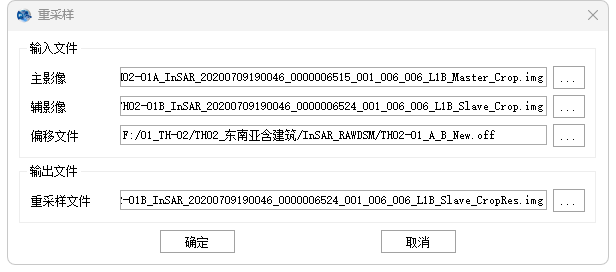 重采样
输入文件
主影像
02-01A_InSAR_20200709190046_0000006515_001_006_006_L1B_Master_Crop.img
...
辅影像
TH02-01B_InSAR_20200709190046_0000006524_001_006_006_L1B_Slave_Crop.img
...
偏移文件
F:/01_TH-02/TH02_东南亚含建筑/InSAR_RAWDSM/TH02-01_A_B_New.off
...
输出文件
重采样文件
2-01B_InSAR_20200709190046_0000006524_001_006_006_L1B_Slave_CropRes.img
...
确定
取消